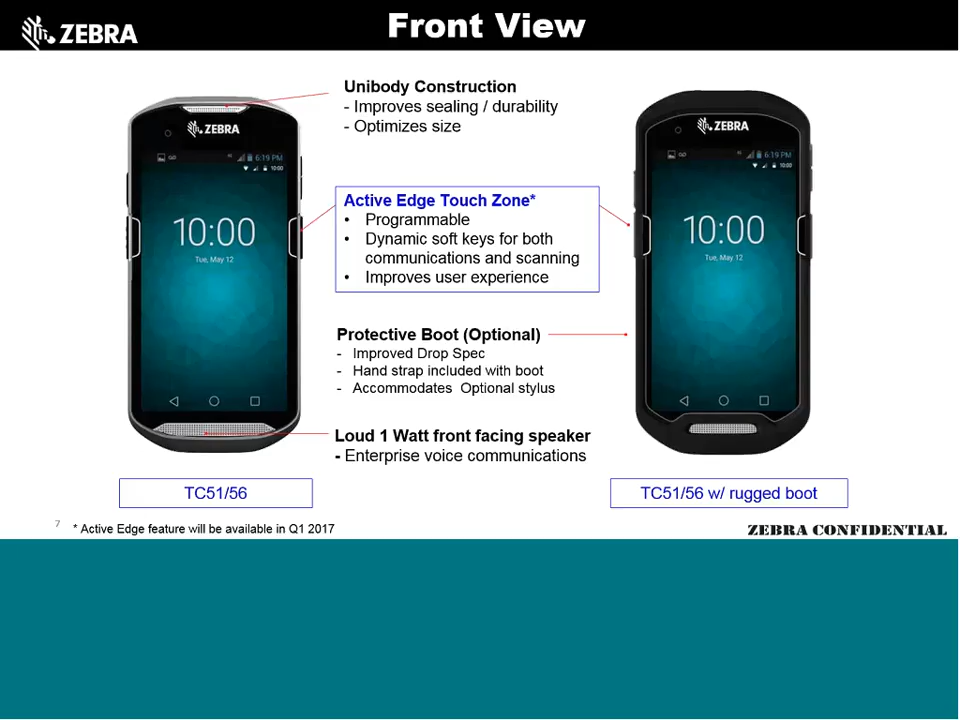 ZEBRA
Front View
Unibody Construction
- Improves sealing / durability
- Optimizes size
ZEBRA
6:19 PM
10:00
10:00
Tue, May 12
Active Edge Touch Zone*
• Programmable
• Dynamic soft keys for both
communications and scanning
• Improves user experience
Protective Boot (Optional)
- Improved Drop Spec
- Hand strap included with boot
- Accommodates Optional stylus
Loud 1 Watt front facing speaker
- Enterprise voice communications
ZEBRA
6:19 PM
10:00
10:00
Tue, May 12
TC51/56
TC51/56 w/ rugged boot
7
* Active Edge feature will be available in Q1 2017
ZEBRA CONFIDENTIAL